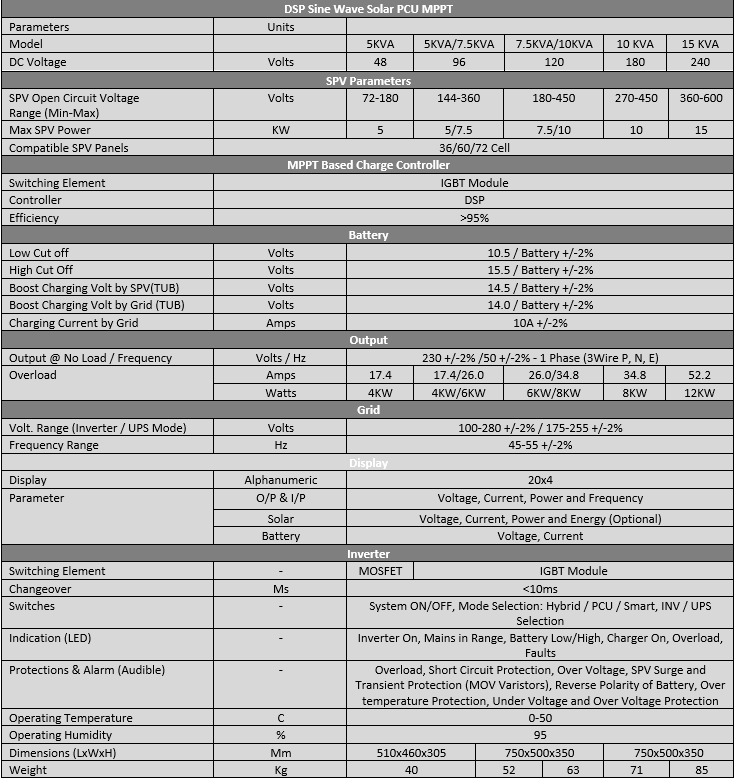 DSP Sine Wave Solar PCU MPPT
Parameters Units
Model 5KVA 5KVA/7.5KVA 7.5KVA/10KVA 10 KVA 15 KVA
DC Voltage Volts 48 96 120 180 240
SPV Parameters
SPV Open Circuit Voltage Volts 72-180 144-360 180-450 270-450 360-600
Range (Min-Max)
Max SPV Power KW 5 5/7.5 7.5/10 10 15
Compatible SPV Panels 36/60/72 Cell
MPPT Based Charge Controller
Switching Element IGBT Module
Controller DSP
Efficiency >95%
Battery
Low Cut off Volts 10.5 / Battery +/-2%
High Cut Off Volts 15.5 / Battery +/-2%
Boost Charging Volt by SPV(TUB) Volts 14.5 / Battery +/-2%
Boost Charging Volt by Grid (TUB) Volts 14.0 / Battery +/-2%
Charging Current by Grid Amps 10A +/-2%
Output
Output @ No Load / Frequency Volts / Hz 230 +/-2% /50 +/-2% - 1 Phase (3Wire P, N, E)
Overload Amps 17.4 17.4/26.0 26.0/34.8 34.8 52.2
Watts 4KW 4KW/6KW 6KW/8KW 8KW 12KW
Grid
Volt. Range (Inverter / UPS Mode) Volts 100-280 +/-2% / 175-255 +/-2%
Frequency Range Hz 45-55 +/-2%
Display
Display Alphanumeric 20x4
Parameter O/P & I/P Voltage, Current, Power and Frequency
Solar Voltage, Current, Power and Energy (Optional)
Battery Voltage, Current
Inverter
Switching Element - MOSFET IGBT Module
Changeover Ms <10ms
Switches - System ON/OFF, Mode Selection: Hybrid / PCU / Smart, INV / UPS
Selection
Indication (LED) - Inverter On, Mains in Range, Battery Low/High, Charger On, Overload,
Faults
Protections & Alarm (Audible) - Overload, Short Circuit Protection, Over Voltage, SPV Surge and
Transient Protection (MOV Varistors), Reverse Polarity of Battery, Over
temperature Protection, Under Voltage and Over Voltage Protection
Operating Temperature C 0-50
Operating Humidity % 95
Dimensions (LxWxH) Mm 510x460x305 750x500x350 750x500x350
Weight Kg 40 52 63 71 85